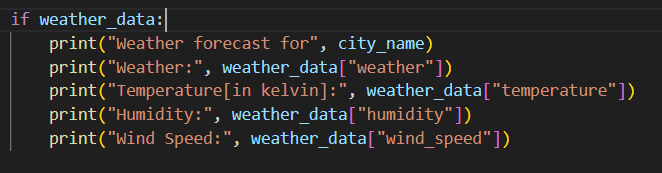 if weather_data:
    print("Weather forecast for", city_name)
    print("Weather:", weather_data["weather"])
    print("Temperature[in kelvin]:", weather_data["temperature"])
    print("Humidity:", weather_data["humidity"])
    print("Wind Speed:", weather_data["wind_speed"])